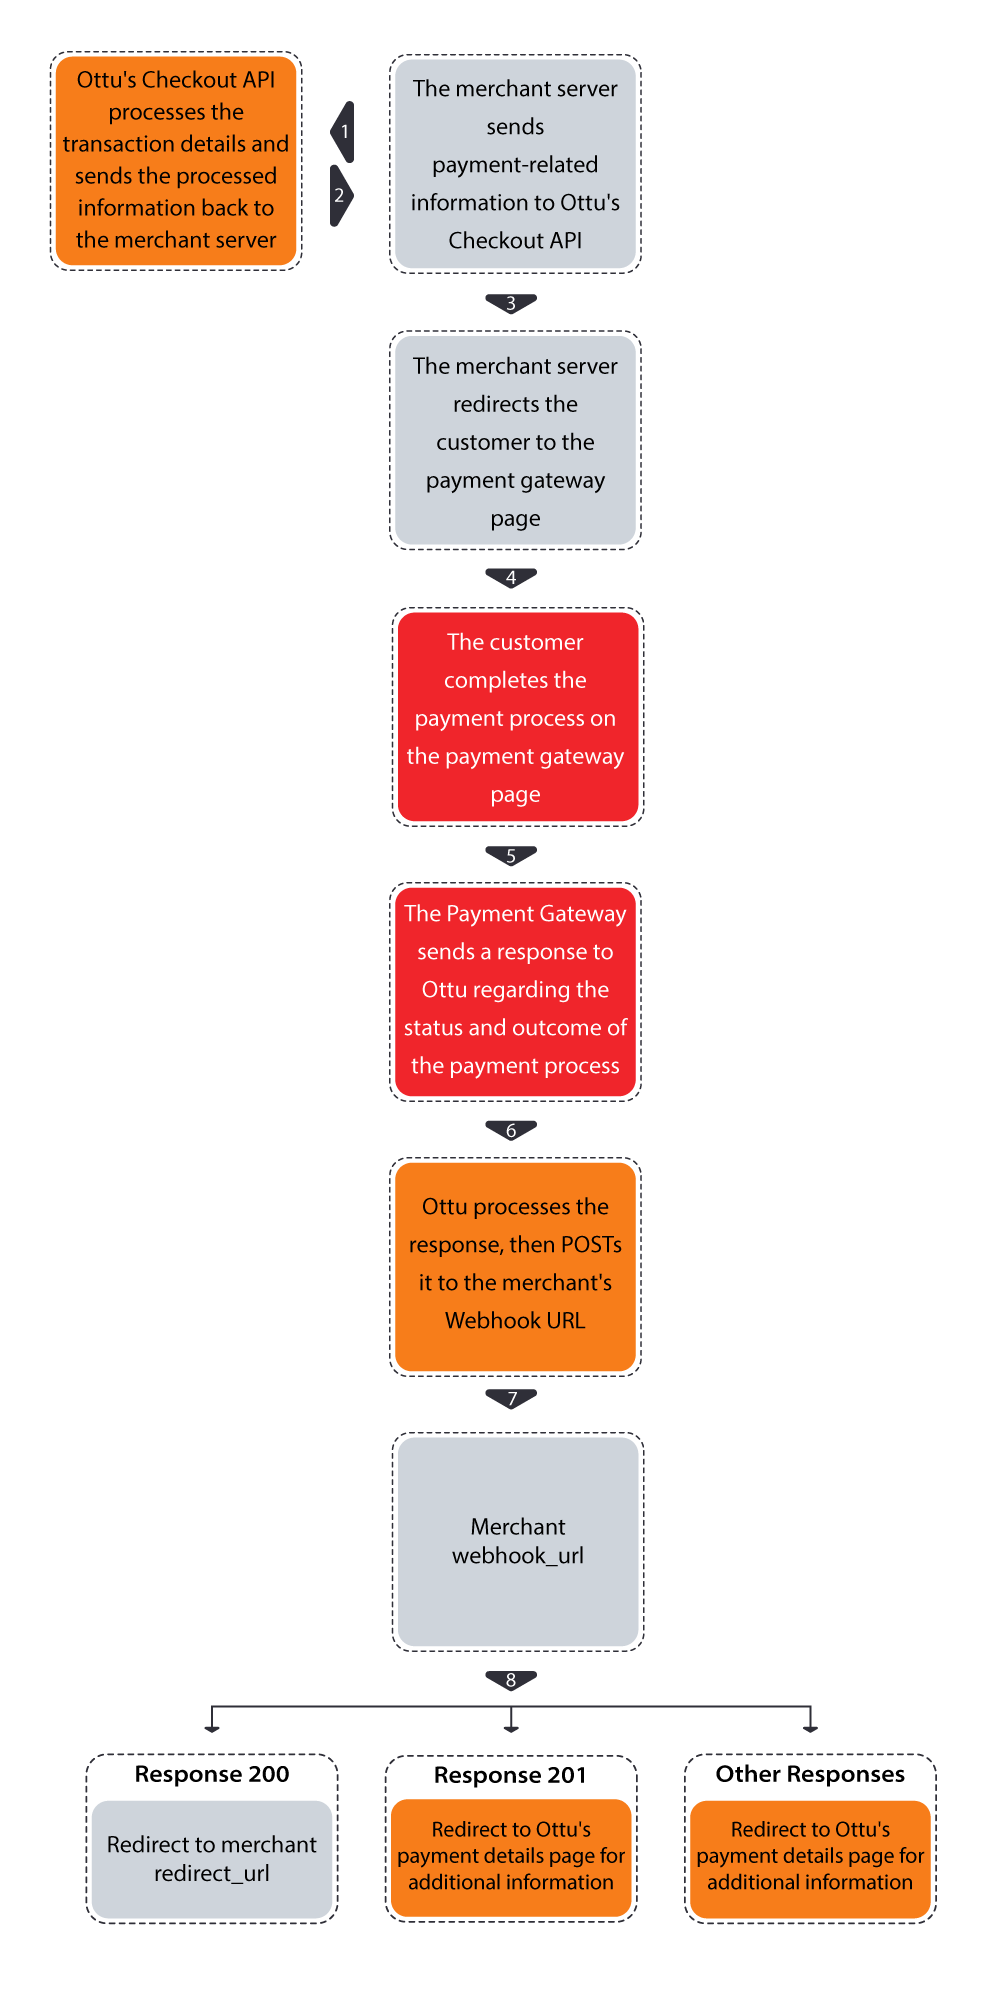 Ottu's Checkout API
processes the
transaction details and
sends the processed
information back to
the merchant server
1
2
The merchant server
sends
payment-related
information to Ottu's
Checkout API
3
The merchant server
redirects the
customer to the
payment gateway
page
4
The customer
completes the
payment process on
the payment gateway
page
5
The Payment Gateway
sends a response to
Ottu regarding the
status and outcome of
the payment process
6
Ottu processes the
response, then POSTs
it to the merchant's
Webhook URL
7
Merchant
webhook_url
8
Response 200
Redirect to merchant
redirect_url
Response 201
Redirect to Ottu's
payment details page for
additional information
Other Responses
Redirect to Ottu's
payment details page for
additional information